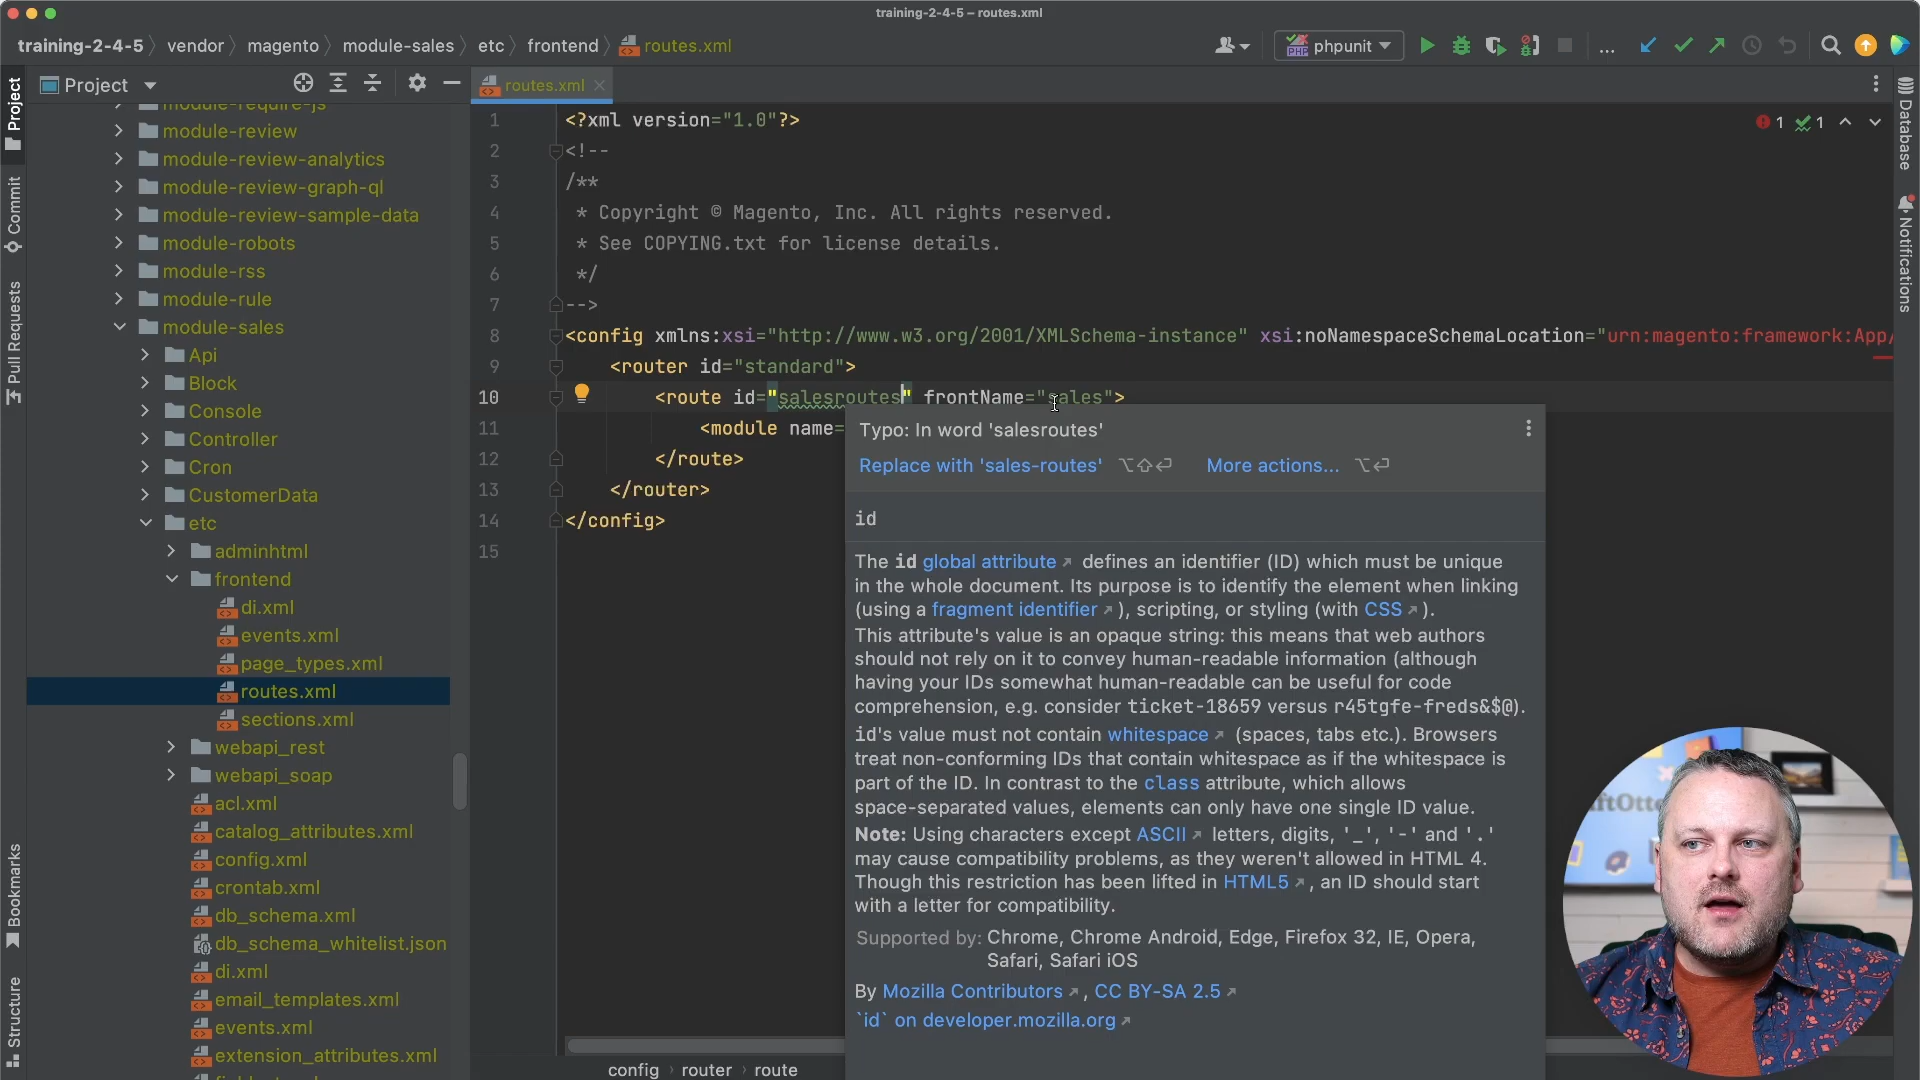 training-2-4-5 – routes.xml
training-2-4-5 vendor magento module-sales etc frontend routes.xml
phpunit
Project
routes.xml
Project
Commit
Pull Requests
Bookmarks
Structure
Database
Notifications
module-require-js
module-review
module-review-analytics
module-review-graph-ql
module-review-sample-data
module-robots
module-rss
module-rule
module-sales
Api
Block
Console
Controller
Cron
CustomerData
etc
adminhtml
frontend
di.xml
events.xml
page_types.xml
routes.xml
sections.xml
webapi_rest
webapi_soap
acl.xml
catalog_attributes.xml
config.xml
crontab.xml
db_schema.xml
db_schema_whitelist.json
di.xml
email_templates.xml
events.xml
extension_attributes.xml
1 <?xml version="1.0"?>
2 <!--
3 /**
4 * Copyright © Magento, Inc. All rights reserved.
5 * See COPYING.txt for license details.
6 */
7 -->
8 <config xmlns:xsi="http://www.w3.org/2001/XMLSchema-instance" xsi:noNamespaceSchemaLocation="urn:magento:framework:App/
9 <router id="standard">
10 <route id="salesroutes" frontName="sales">
11 <module name=
12 </route>
13 </router>
14 </config>
15
1 1
Typo: In word 'salesroutes'
Replace with 'sales-routes' ⌥⇧⏎ More actions... ⌥⏎
id
The id global attribute defines an identifier (ID) which must be unique
in the whole document. Its purpose is to identify the element when linking
(using a fragment identifier ), scripting, or styling (with CSS ).
This attribute's value is an opaque string: this means that web authors
should not rely on it to convey human-readable information (although
having your IDs somewhat human-readable can be useful for code
comprehension, e.g. consider ticket-18659 versus r45tgfe-freds&$@).
id's value must not contain whitespace (spaces, tabs etc.). Browsers
treat non-conforming IDs that contain whitespace as if the whitespace is
part of the ID. In contrast to the class attribute, which allows
space-separated values, elements can only have one single ID value.
Note: Using characters except ASCII letters, digits, '_', '-' and '.'
may cause compatibility problems, as they weren't allowed in HTML 4.
Though this restriction has been lifted in HTML5 , an ID should start
with a letter for compatibility.
Supported by: Chrome, Chrome Android, Edge, Firefox 32, IE, Opera,
Safari, Safari iOS
By Mozilla Contributors , CC BY-SA 2.5
`id` on developer.mozilla.org
config router route